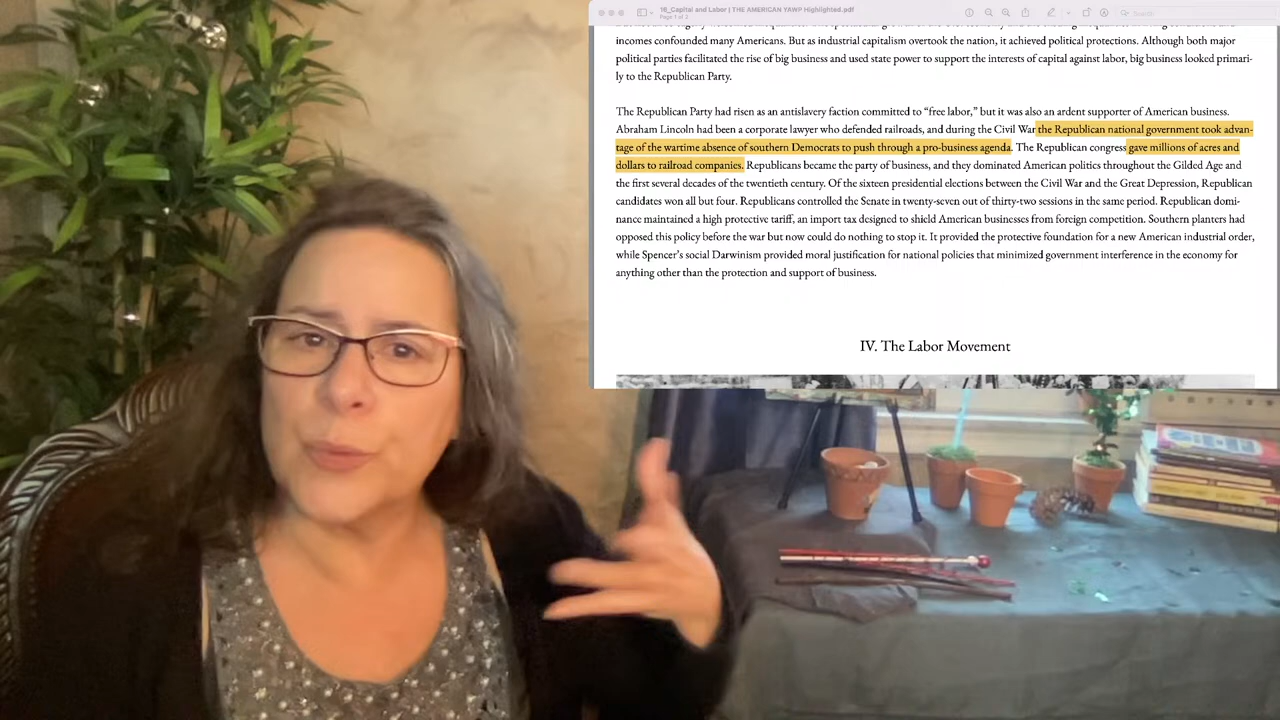 16_Capital and Labor | THE AMERICAN YAWP Highlighted.pdf
Page 1 of 2
Search
incomes confounded many Americans. But as industrial capitalism overtook the nation, it achieved political protections. Although both major
political parties facilitated the rise of big business and used state power to support the interests of capital against labor, big business looked primari-
ly to the Republican Party.
The Republican Party had risen as an antislavery faction committed to “free labor,” but it was also an ardent supporter of American business.
Abraham Lincoln had been a corporate lawyer who defended railroads, and during the Civil War the Republican national government took advan-
tage of the wartime absence of southern Democrats to push through a pro-business agenda. The Republican congress gave millions of acres and
dollars to railroad companies. Republicans became the party of business, and they dominated American politics throughout the Gilded Age and
the first several decades of the twentieth century. Of the sixteen presidential elections between the Civil War and the Great Depression, Republican
candidates won all but four. Republicans controlled the Senate in twenty-seven out of thirty-two sessions in the same period. Republican domi-
nance maintained a high protective tariff, an import tax designed to shield American businesses from foreign competition. Southern planters had
opposed this policy before the war but now could do nothing to stop it. It provided the protective foundation for a new American industrial order,
while Spencer’s social Darwinism provided moral justification for national policies that minimized government interference in the economy for
anything other than the protection and support of business.
IV. The Labor Movement